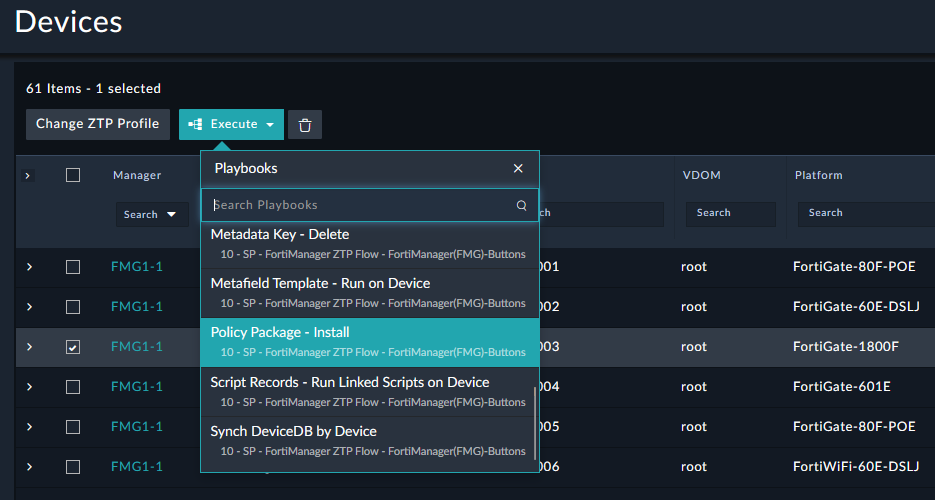 Devices
61 Items - 1 selected
Change ZTP Profile Execute
Playbooks
Manager VDOM Platform
Search Playbooks
Search ch Search Search
Metadata Key - Delete
10 - SP - FortiManager ZTP Flow - FortiManager(FMG)-Buttons
FMG1-1 001 root FortiGate-80F-POE
Metafield Template - Run on Device
10 - SP - FortiManager ZTP Flow - FortiManager(FMG)-Buttons
FMG1-1 002 root FortiGate-60E-DSLJ
Policy Package - Install
10 - SP - FortiManager ZTP Flow - FortiManager(FMG)-Buttons
FMG1-1 003 root FortiGate-1800F
Script Records - Run Linked Scripts on Device
10 - SP - FortiManager ZTP Flow - FortiManager(FMG)-Buttons
FMG1-1 004 root FortiGate-601E
Synch DeviceDB by Device
10 - SP - FortiManager ZTP Flow - FortiManager(FMG)-Buttons
FMG1-1 005 root FortiGate-80F-POE
FMG1-1 006 root FortiWiFi-60E-DSLJ